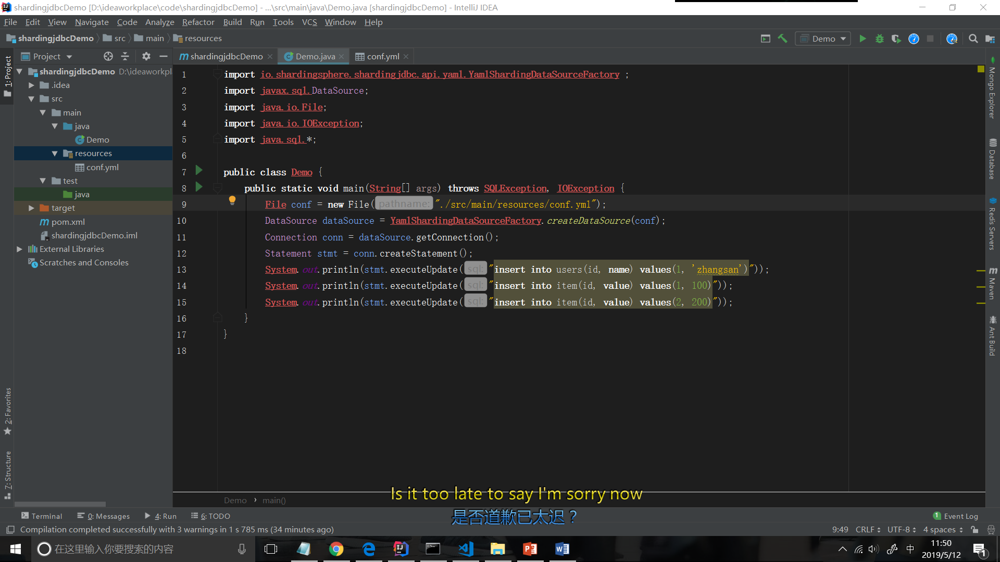 shardingjdbcDemo [D:\ideaworkplace\code\shardingjdbcDemo] - ...\src\main\java\Demo.java [shardingjdbcDemo] - IntelliJ IDEA
File Edit View Navigate Code Analyze Refactor Build Run Tools VCS Window Help
shardingjdbcDemo src main resources
Demo
Project
shardingjdbcDemo Demo.java conf.yml
1: Project
shardingjdbcDemo D:\ideaworkpl
.idea
src
main
java
Demo
resources
conf.yml
test
java
target
pom.xml
shardingjdbcDemo.iml
External Libraries
Scratches and Consoles
2: Favorites
7: Structure
1 import io.shardingsphere.shardingjdbc.api.yaml.YamlShardingDataSourceFactory ;
2 import javax.sql.DataSource;
3 import java.io.File;
4 import java.io.IOException;
5 import java.sql.*;
6
7 public class Demo {
8 public static void main(String[] args) throws SQLException, IOException {
9 File conf = new File( pathname: "./src/main/resources/conf.yml");
10 DataSource dataSource = YamlShardingDataSourceFactory.createDataSource(conf);
11 Connection conn = dataSource.getConnection();
12 Statement stmt = conn.createStatement();
13 System.out.println(stmt.executeUpdate( sql: "insert into users(id, name) values(1, 'zhangsan')"));
14 System.out.println(stmt.executeUpdate( sql: "insert into item(id, value) values(1, 100)"));
15 System.out.println(stmt.executeUpdate( sql: "insert into item(id, value) values(2, 200)"));
16 }
17 }
18
Mongo Explorer
Database
Redis Servers
Maven
Ant Build
Demo › main()
Is it too late to say I'm sorry now
是否道歉已太迟？
Terminal 0: Messages 4: Run 6: TODO
1 Event Log
Compilation completed successfully with 3 warnings in 1 s 785 ms (34 minutes ago)
9:49 CRLF UTF-8 4 spaces
在这里输入你要搜索的内容
中
11:50
2019/5/12
1